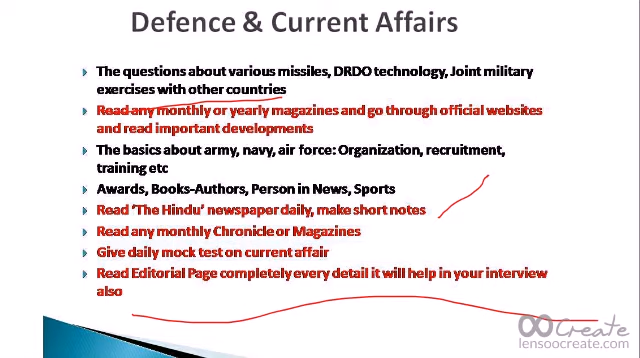 Defence & Current Affairs
The questions about various missiles, DRDO technology, Joint military
exercises with other countries
Read any monthly or yearly magazines and go through official websites
and read important developments
The basics about army, navy, air force: Organization, recruitment,
training etc
Awards, Books-Authors, Person in News, Sports
Read ‘The Hindu’ newspaper daily, make short notes
Read any monthly Chronicle or Magazines
Give daily mock test on current affair
Read Editorial Page completely every detail it will help in your interview
also
Create
lensoocreate.com